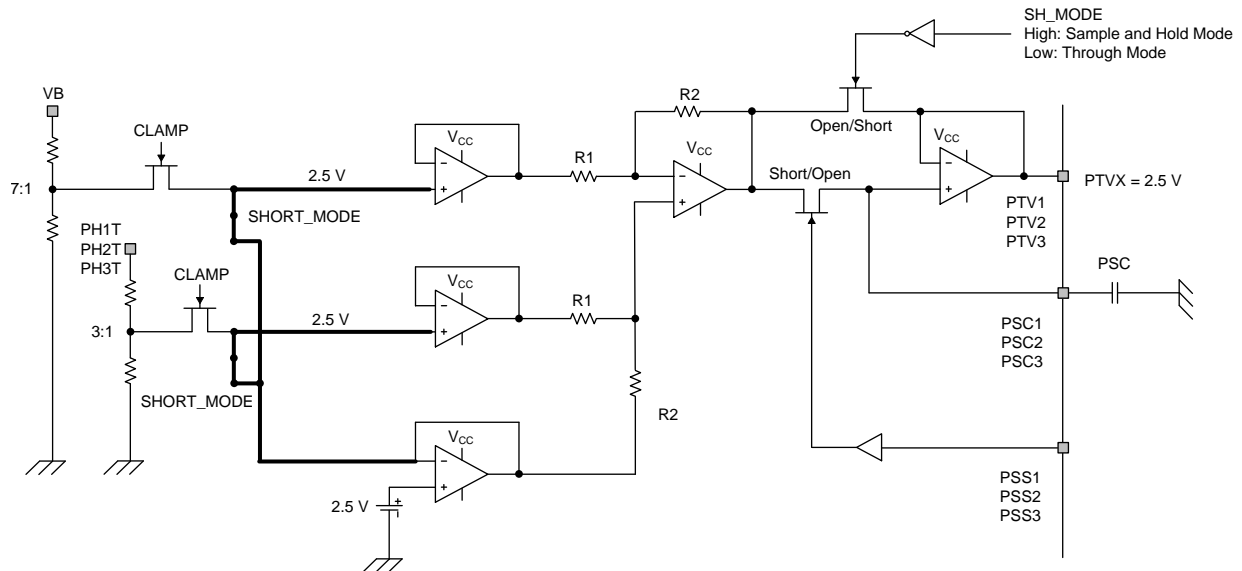 SH_MODE
High: Sample and Hold Mode
Low: Through Mode
VB
CLAMP
7:1
2.5 V
SHORT_MODE
VCC
−
+
R1
R2
VCC
−
+
Open/Short
Short/Open
VCC
−
+
PTVX = 2.5 V
PTV1
PTV2
PTV3
PH1T
PH2T
PH3T
CLAMP
3:1
2.5 V
SHORT_MODE
VCC
−
+
R1
R2
PSC
PSC1
PSC2
PSC3
VCC
−
+
2.5 V
+
PSS1
PSS2
PSS3